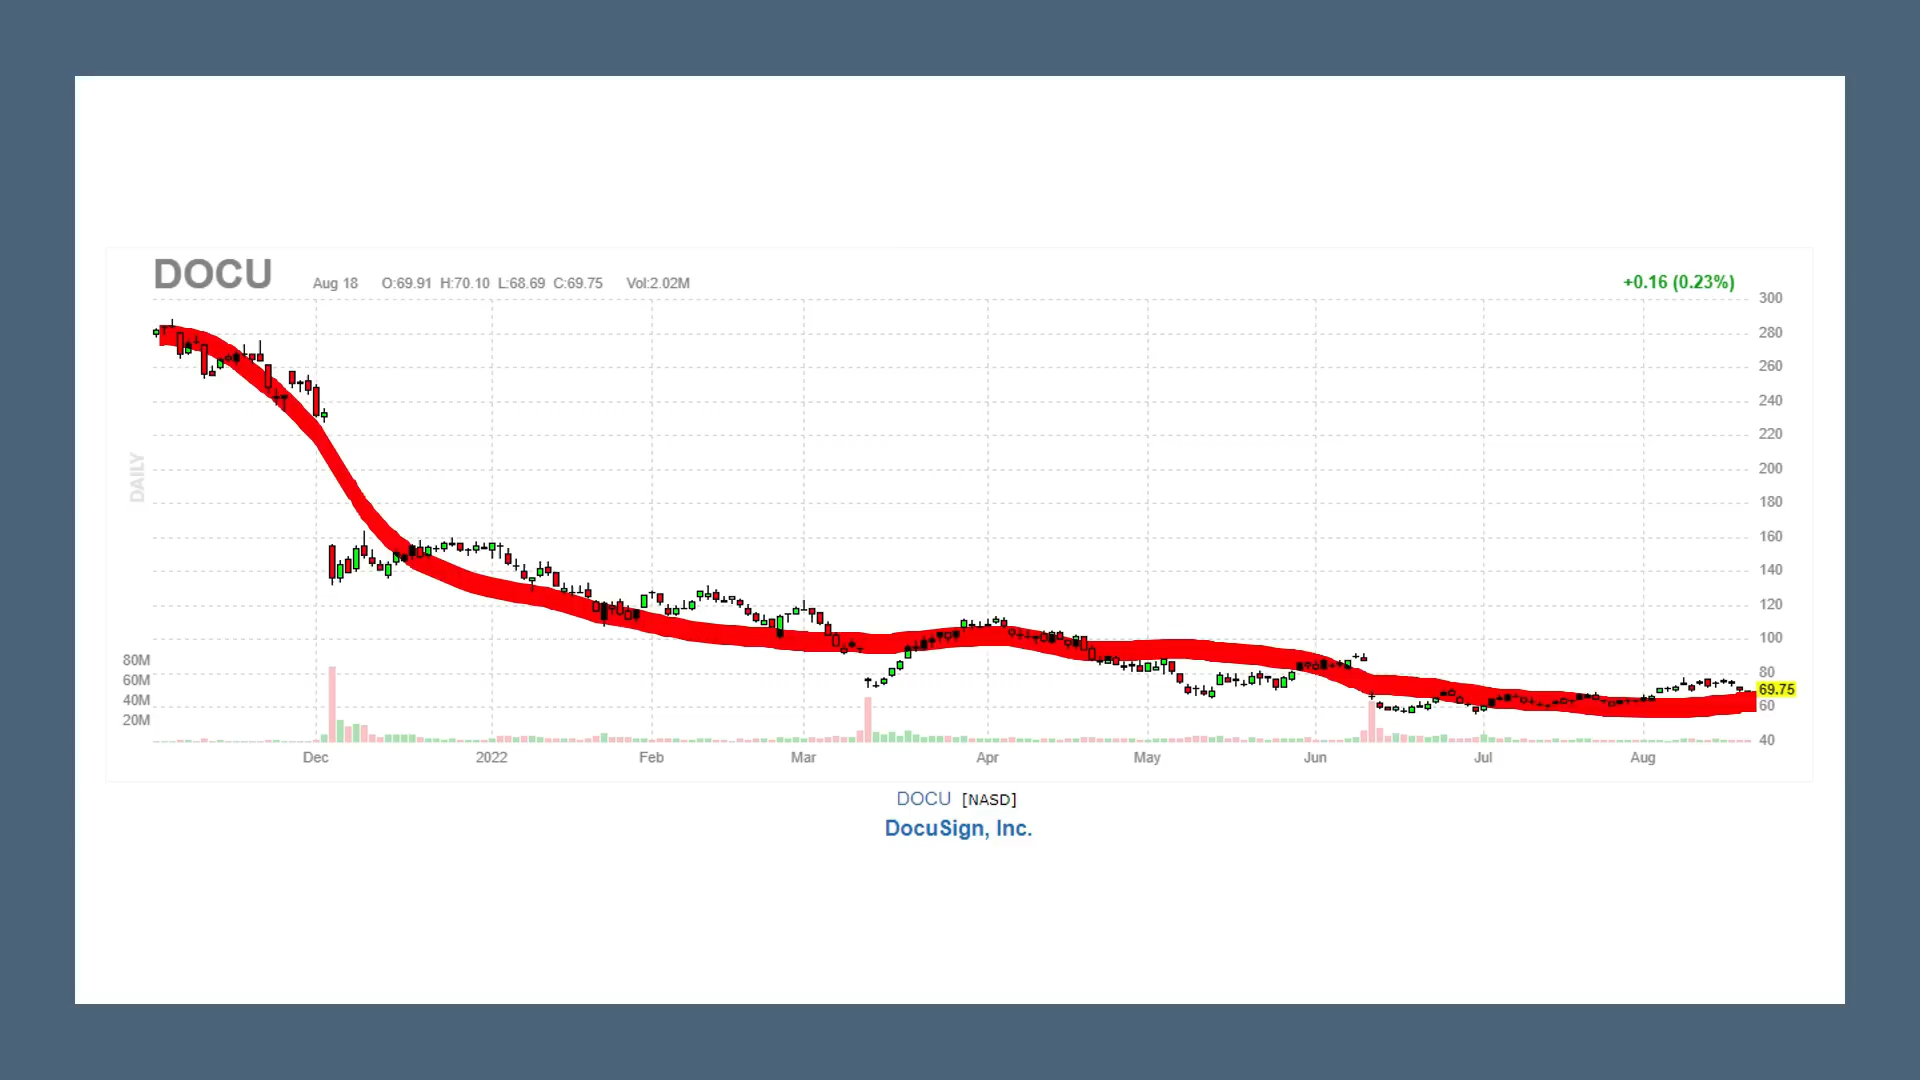 DOCU Aug 18 O:69.91 H:70.10 L:68.69 C:69.75 Vol:2.02M +0.16 (0.23%)
300
280
260
240
220
200
DAILY
180
160
140
120
100
80M
80
60M
69.75
40M
60
20M
40
Dec 2022 Feb Mar Apr May Jun Jul Aug
DOCU [NASD]
DocuSign, Inc.